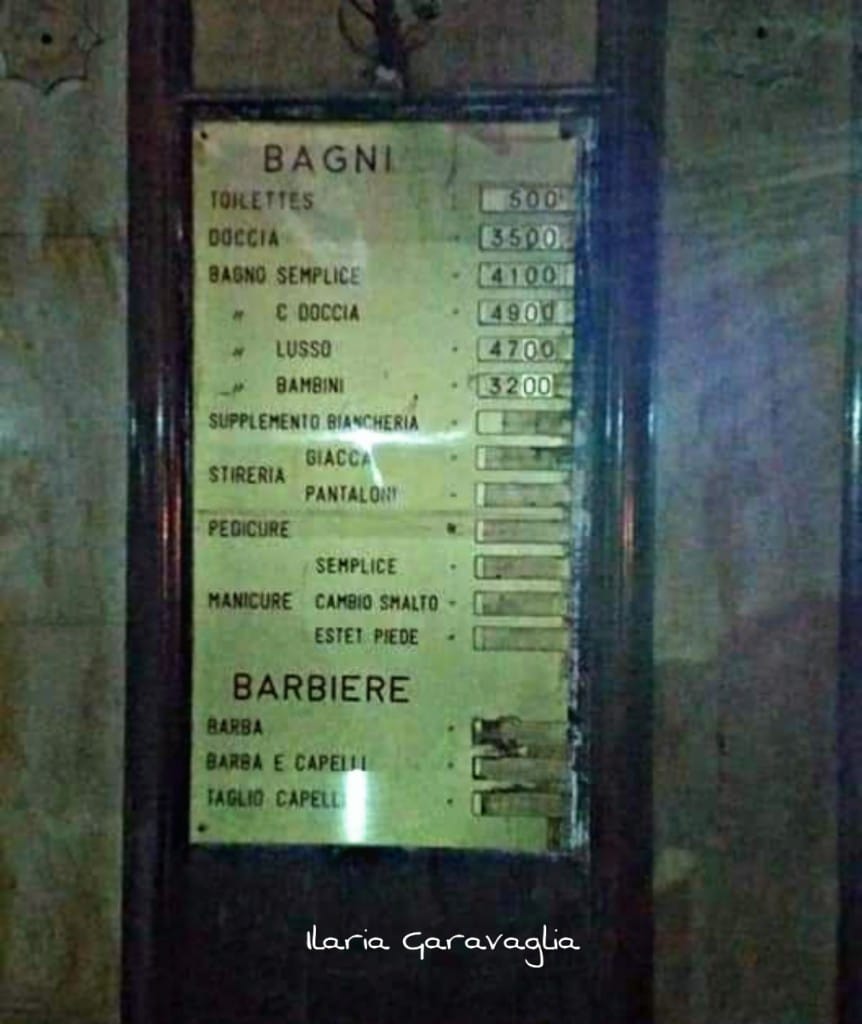 BAGNI
TOILETTES 500
DOCCIA 3500
BAGNO SEMPLICE 4100
〃 C DOCCIA 4900
〃 LUSSO 4700
〃 BAMBINI 3200
SUPPLEMENTO BIANCHERIA
GIACCA
STIRERIA
PANTALONI
PEDICURE
SEMPLICE
MANICURE CAMBIO SMALTO
ESTET PIEDE
BARBIERE
BARBA
BARBA E CAPELLI
TAGLIO CAPELLI
Ilaria Garavaglia